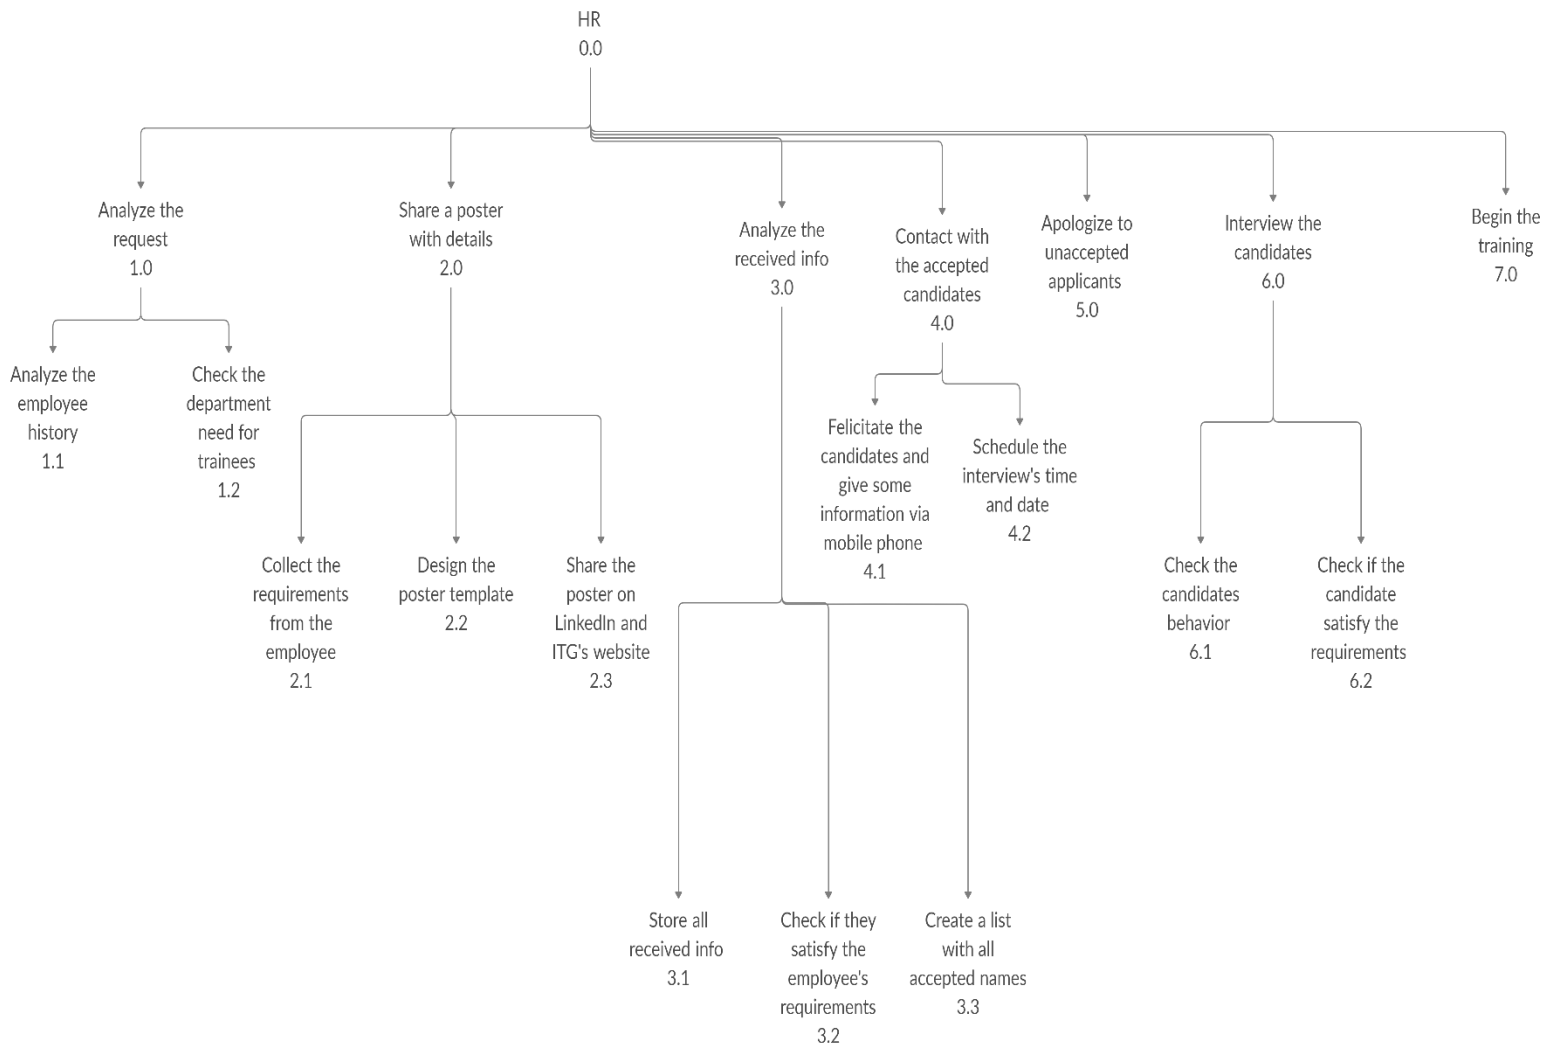 HR
0.0
Analyze the
request
1.0
Share a poster
with details
2.0
Analyze the
received info
3.0
Contact with
the accepted
candidates
4.0
Apologize to
unaccepted
applicants
5.0
Interview the
candidates
6.0
Begin the
training
7.0
Analyze the
employee
history
1.1
Check the
department
need for
trainees
1.2
Collect the
requirements
from the
employee
2.1
Design the
poster template
2.2
Share the
poster on
LinkedIn and
ITG's website
2.3
Felicitate the
candidates and
give some
information via
mobile phone
4.1
Schedule the
interview's time
and date
4.2
Check the
candidates
behavior
6.1
Check if the
candidate
satisfy the
requirements
6.2
Store all
received info
3.1
Check if they
satisfy the
employee's
requirements
3.2
Create a list
with all
accepted names
3.3